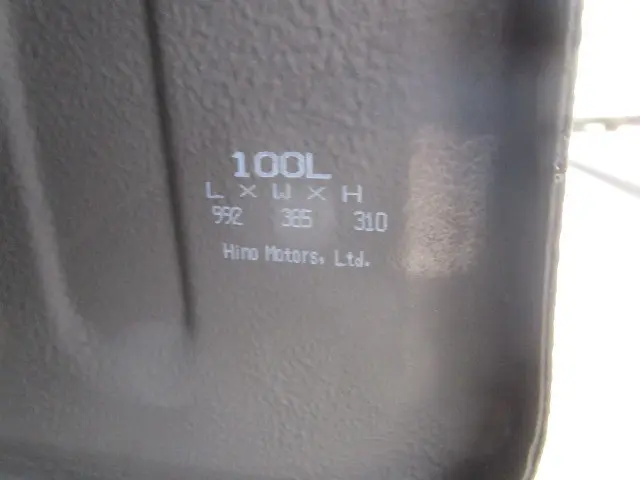 100L
L × W × H
992 385 310
Hino Motors, Ltd.